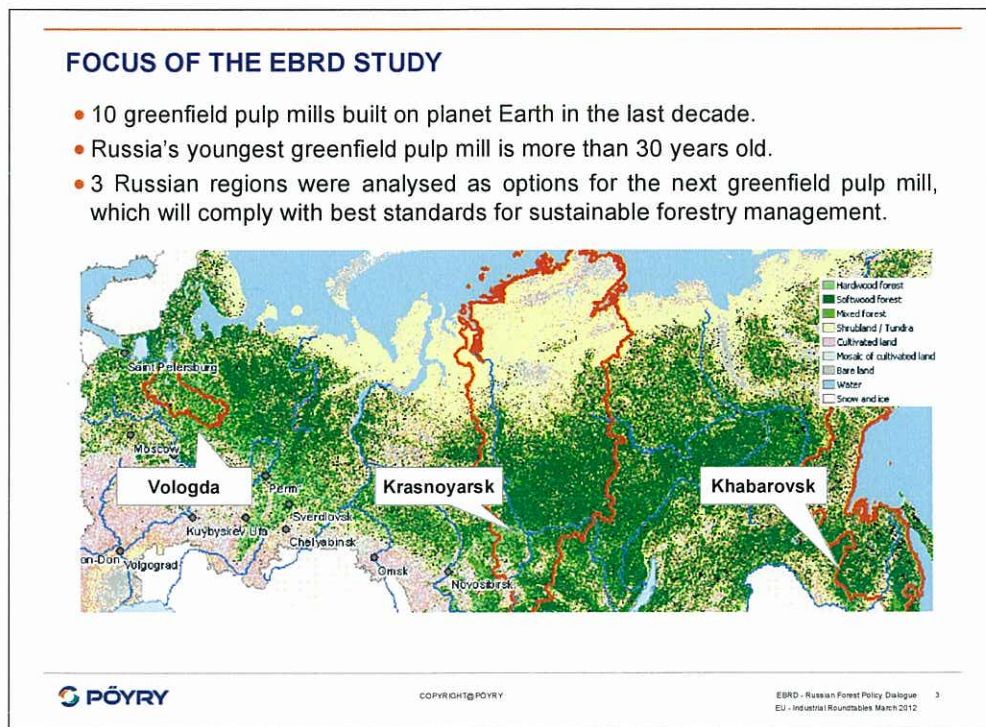 FOCUS OF THE EBRD STUDY
• 10 greenfield pulp mills built on planet Earth in the last decade.
• Russia's youngest greenfield pulp mill is more than 30 years old.
• 3 Russian regions were analysed as options for the next greenfield pulp mill,
which will comply with best standards for sustainable forestry management.
Hardwood forest
Softwood forest
Mixed forest
Shrubland / Tundra
Cultivated land
Mosaic of cultivated land
Bare land
Water
Snow and ice
Saint Petersburg
Moscow
Vologda
Krasnoyarsk
Khabarovsk
Perm
Sverdlovsk
Kuybyskev Ufa
Chelyabinsk
on-Don
Volgograd
Omsk
Novosibirsk
PÖYRY
COPYRIGHT@PÖYRY
EBRD - Russian Forest Policy Dialogue 3
EU - Industrial Roundtables March 2012